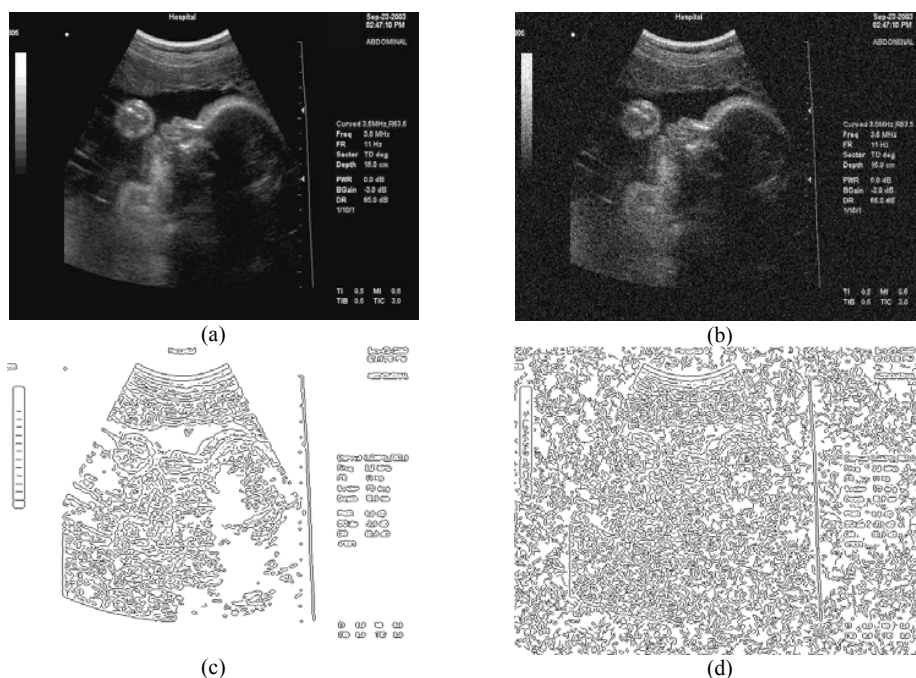 Hospital
Sep-23-2003
02:47:10 PM
ABDOMINAL
Curved 3.5MHz,R63.5
Freq 3.5 MHz
FR 11 Hz
Sector TD deg
Depth 16.0 cm
PWR 0.0 dB
BGain -3.0 dB
DR 65.0 dB
1/10/1
TI 0.5 MI 0.6
TIB 0.6 TIC 3.0
(a)
Hospital
Sep-23-2003
02:47:10 PM
ABDOMINAL
Curved 3.5MHz,R63.5
Freq 3.5 MHz
FR 11 Hz
Sector TD deg
Depth 16.0 cm
PWR 0.0 dB
BGain -3.0 dB
DR 65.0 dB
1/10/1
TI 0.5 MI 0.6
TIB 0.6 TIC 3.0
(b)
(c)
(d)